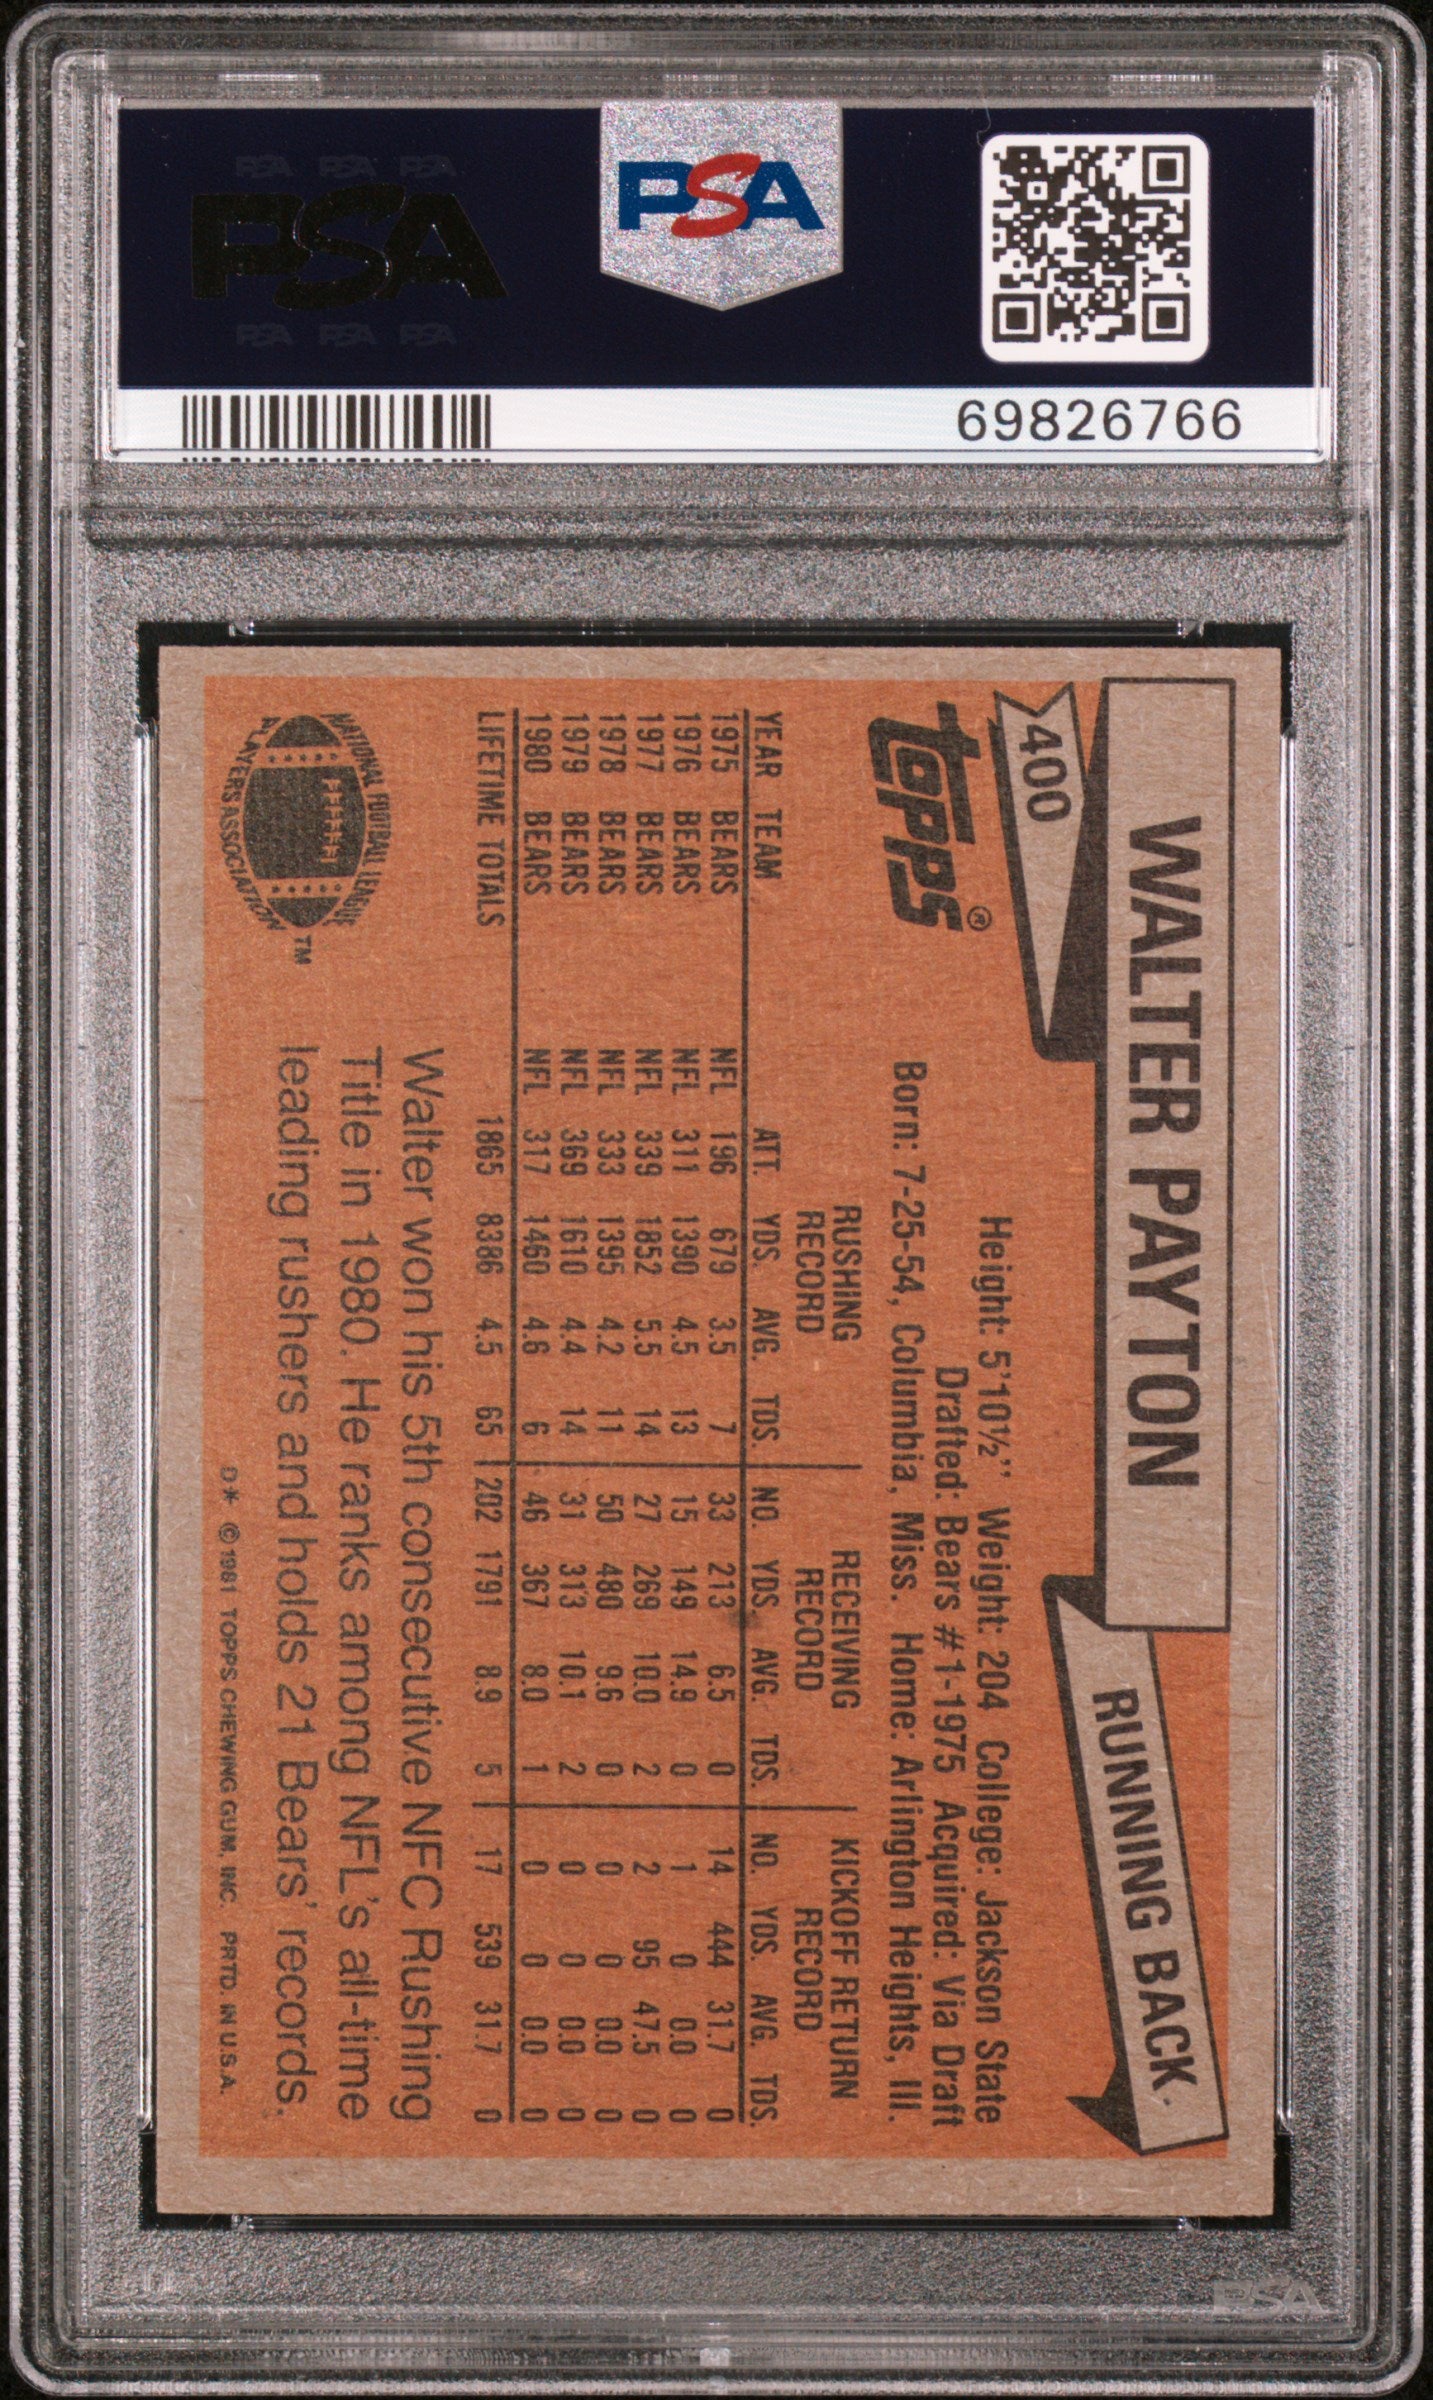 PSA PSA PSA
PSA
PSA PSA PSA
PSA
69826766
400
WALTER PAYTON
RUNNING BACK
TOPPS®
Height: 5'10½" Weight: 204 College: Jackson State
Drafted: Bears #1-1975 Acquired: Via Draft
Born: 7-25-54, Columbia, Miss. Home: Arlington Heights, Ill.
RUSHING RECORD RECEIVING RECORD KICKOFF RETURN RECORD
YEAR TEAM ATT. YDS. AVG. TDS. NO. YDS. AVG. TDS. NO. YDS. AVG. TDS.
1975 BEARS NFL 196 679 3.5 7 33 213 6.5 0 14 444 31.7 0
1976 BEARS NFL 311 1390 4.5 13 15 149 14.9 0 1 0 0.0 0
1977 BEARS NFL 339 1852 5.5 14 27 269 10.0 2 2 95 47.5 0
1978 BEARS NFL 333 1395 4.2 11 50 480 9.6 0 0 0 0.0 0
1979 BEARS NFL 369 1610 4.4 14 31 313 10.1 2 0 0 0.0 0
1980 BEARS NFL 317 1460 4.6 6 46 367 8.0 1 0 0 0.0 0
LIFETIME TOTALS 1865 8386 4.5 65 202 1791 8.9 5 17 539 31.7 0
NATIONAL FOOTBALL LEAGUE
PLAYERS ASSOCIATION
TM
Walter won his 5th consecutive NFC Rushing
Title in 1980. He ranks among NFL's all-time
leading rushers and holds 21 Bears' records.
D* © 1981 TOPPS CHEWING GUM, INC. PRTD. IN U.S.A.
PSA